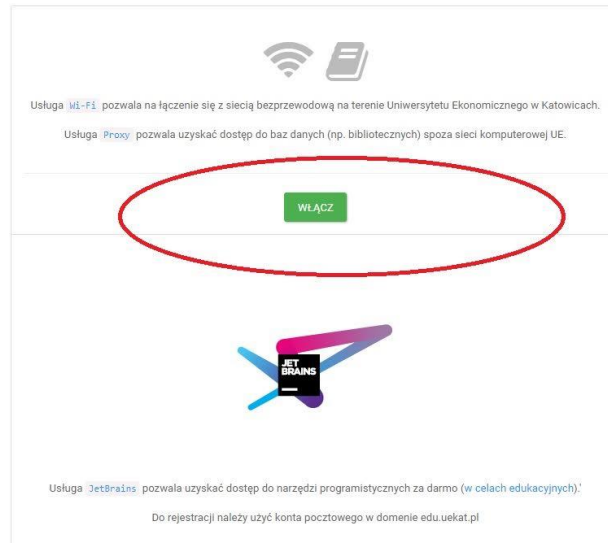 Usługa Wi-Fi pozwala na łączenie się z siecią bezprzewodową na terenie Uniwersytetu Ekonomicznego w Katowicach.
Usługa Proxy pozwala uzyskać dostęp do baz danych (np. bibliotecznych) spoza sieci komputerowej UE.
WŁĄCZ
JET
BRAINS
Usługa JetBrains pozwala uzyskać dostęp do narzędzi programistycznych za darmo (w celach edukacyjnych).'
Do rejestracji należy użyć konta pocztowego w domenie edu.uekat.pl